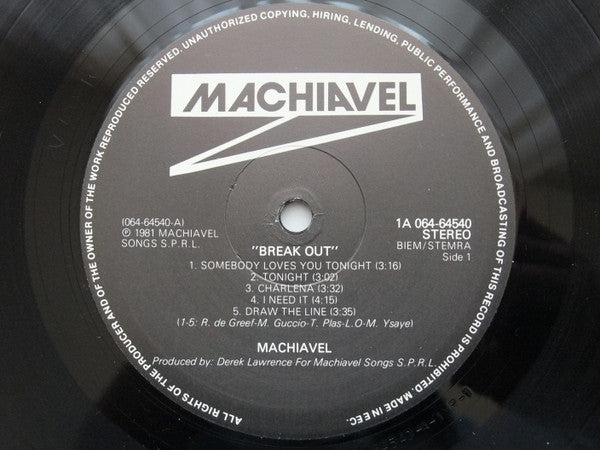 MACHIAVEL
(064-64540-A)
℗ 1981 MACHIAVEL
SONGS S.P.R.L.
1A 064-64540
STEREO
BIEM/STEMRA
Side 1
"BREAK OUT"
1. SOMEBODY LOVES YOU TONIGHT (3:16)
2. TONIGHT (3:02)
3. CHARLENA (3:32)
4. I NEED IT (4:15)
5. DRAW THE LINE (3:35)
(1-5: R. de Greef-M. Guccio-T. Plas-L.O-M. Ysaye)
MACHIAVEL
Produced by: Derek Lawrence For Machiavel Songs S.P.R.L.
ALL RIGHTS OF THE PRODUCER AND OF THE OWNER OF THE WORK REPRODUCED RESERVED. UNAUTHORIZED COPYING, HIRING, LENDING, PUBLIC PERFORMANCE AND BROADCASTING OF THIS RECORD IS PROHIBITED. MADE IN EEC.